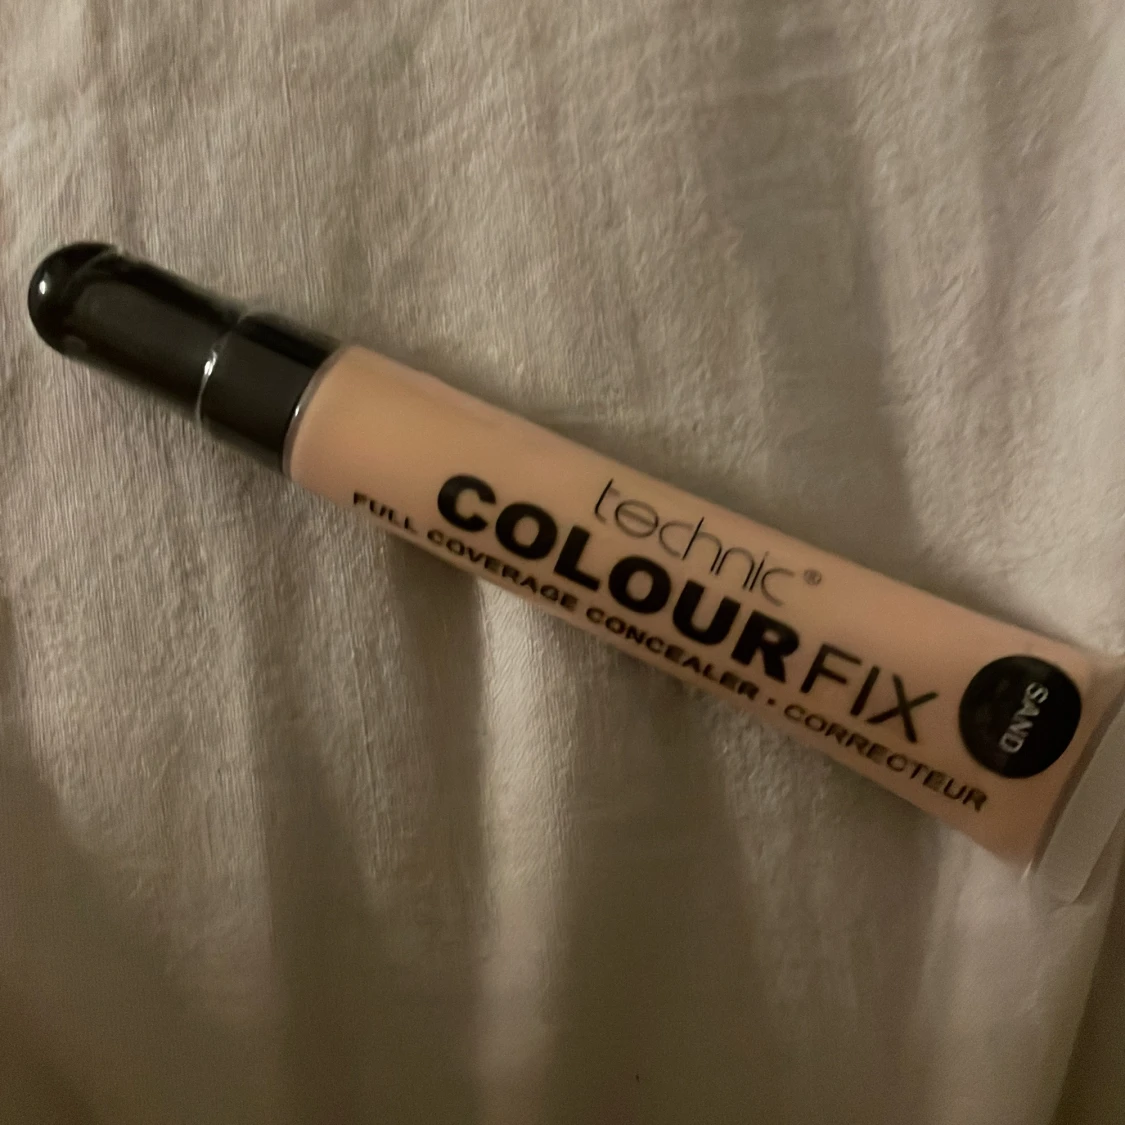 technic®
COLOURFIX
FULL COVERAGE CONCEALER • CORRECTEUR
SAND